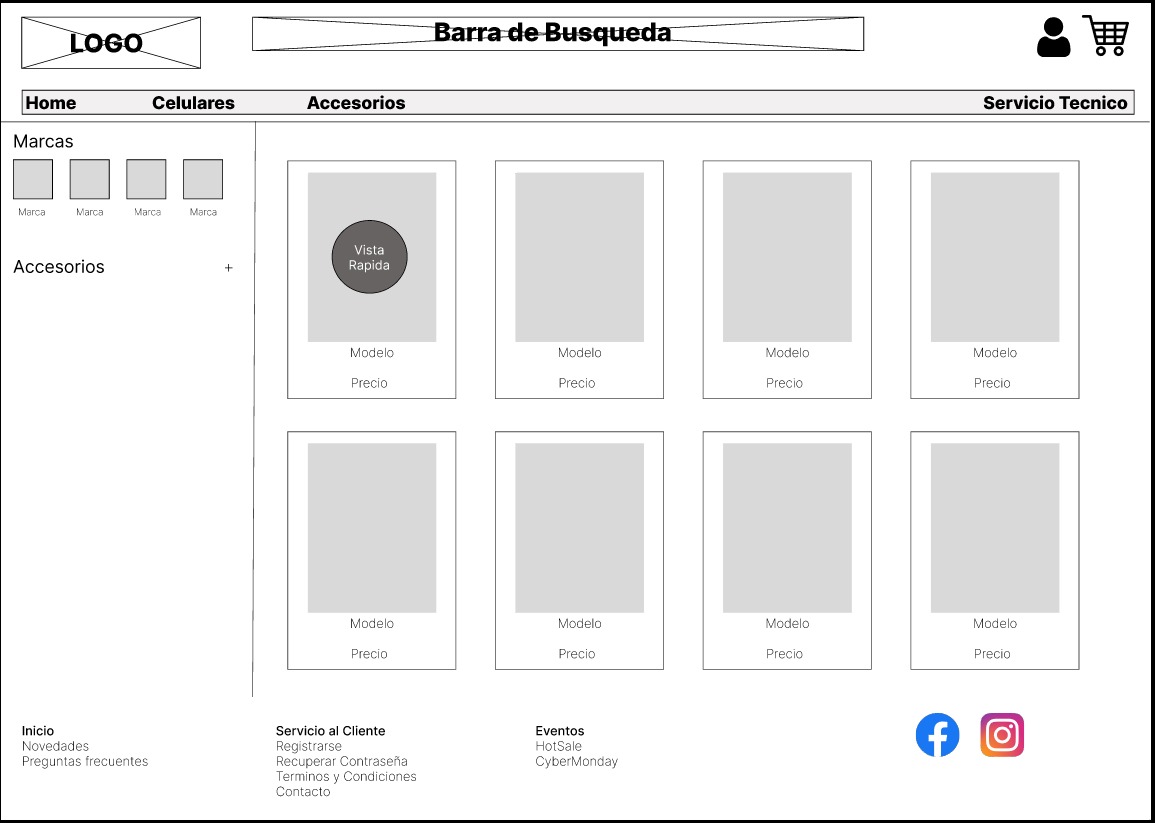 LOGO
Barra de Busqueda
Home
Celulares
Accesorios
Servicio Tecnico
Marcas
Marca
Marca
Marca
Marca
Accesorios
+
Vista
Rapida
Modelo
Precio
Modelo
Precio
Modelo
Precio
Modelo
Precio
Modelo
Precio
Modelo
Precio
Modelo
Precio
Modelo
Precio
Inicio
Novedades
Preguntas frecuentes
Servicio al Cliente
Registrarse
Recuperar Contraseña
Terminos y Condiciones
Contacto
Eventos
HotSale
CyberMonday